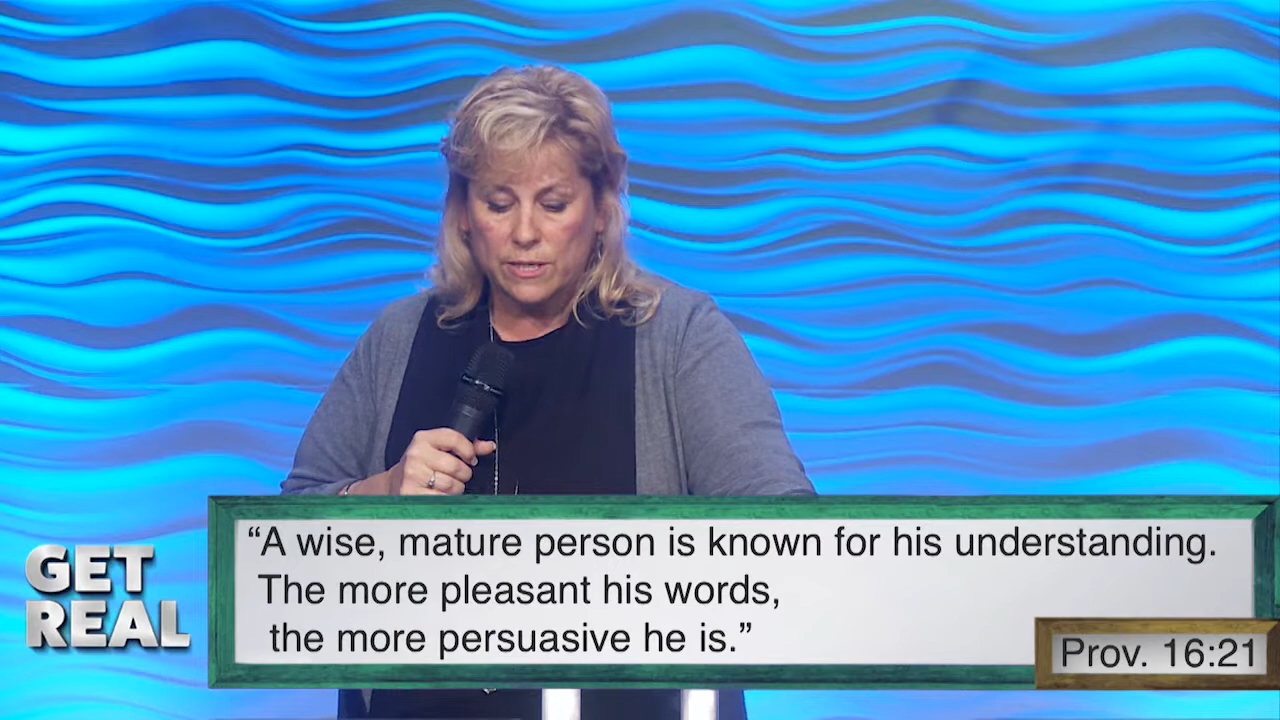 GET
REAL
“A wise, mature person is known for his understanding.
The more pleasant his words,
the more persuasive he is.”
Prov. 16:21